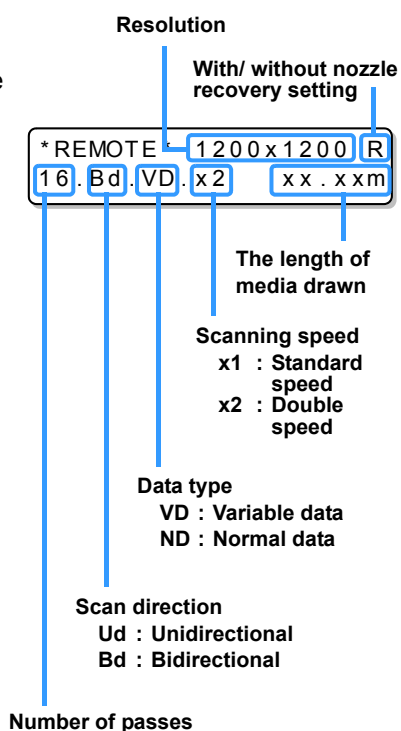 Resolution
e
With/ without nozzle
recovery setting
* REMOTE * 1200x1200 R
16.Bd.VD.x2 xx.xxm
The length of
media drawn
Scanning speed
x1 : Standard
speed
x2 : Double
speed
Data type
VD : Variable data
ND : Normal data
Scan direction
Ud : Unidirectional
Bd : Bidirectional
Number of passes